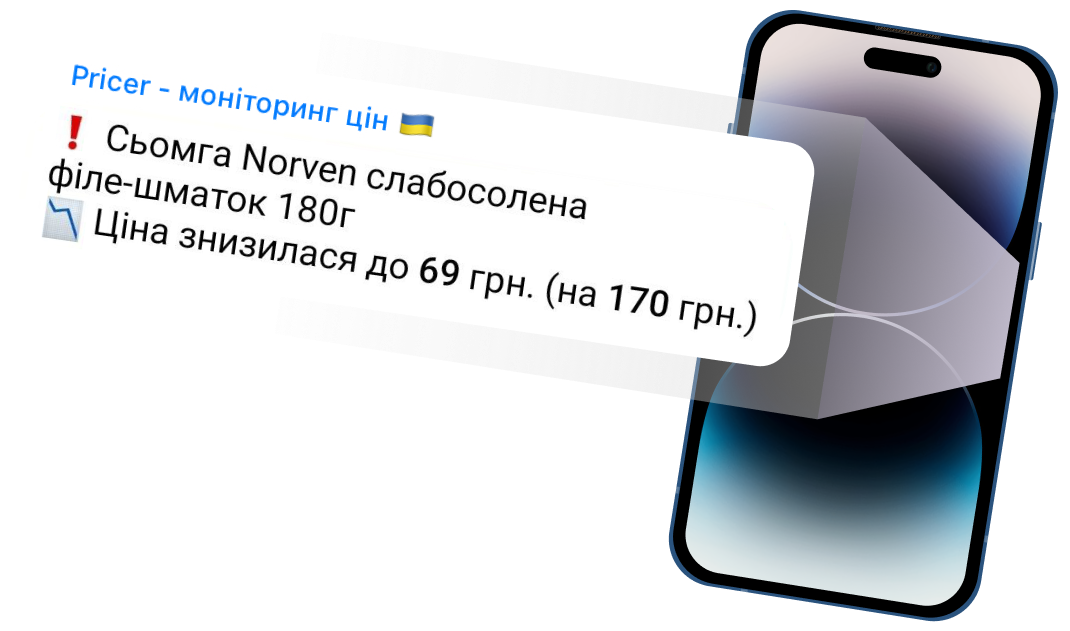 Pricer - моніторинг цін 🇺🇦
❗ Сьомга Norven слабосолена
філе-шматок 180г
📉 Ціна знизилася до 69 грн. (на 170 грн.)